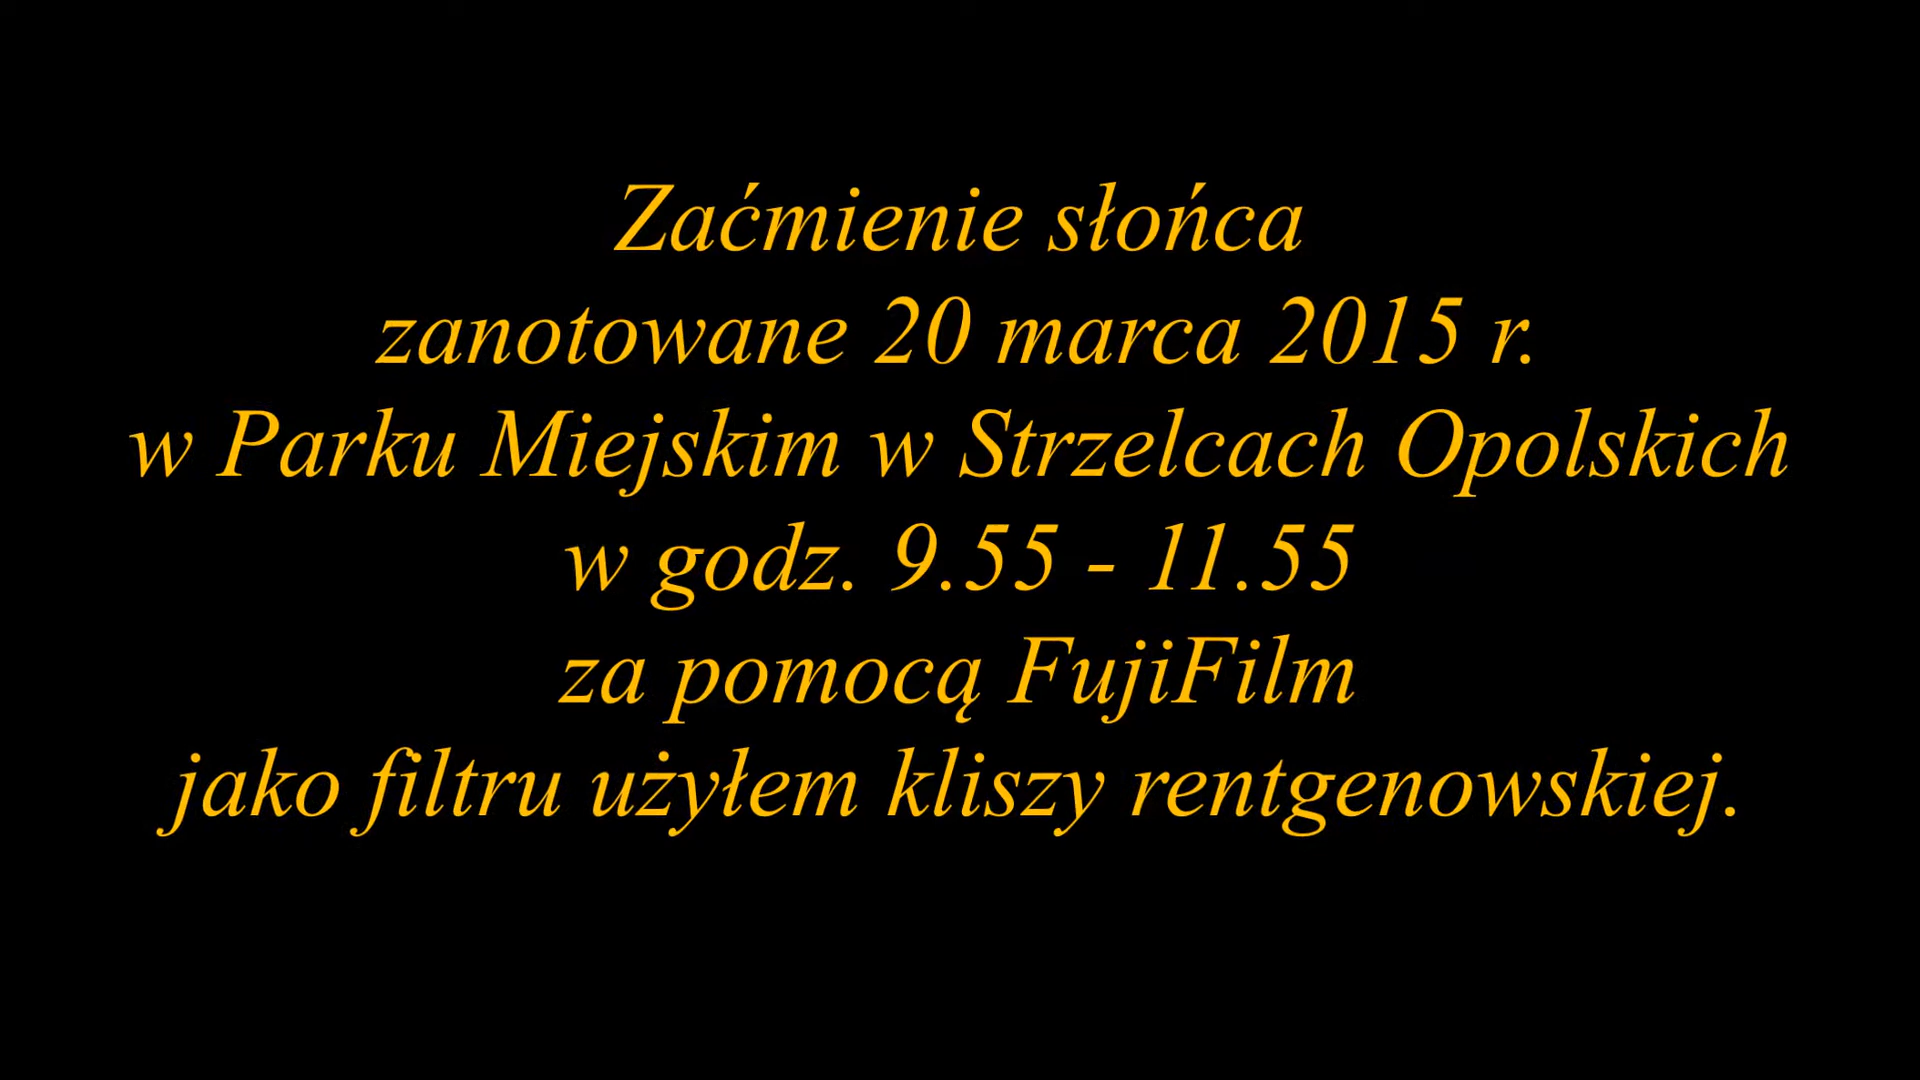 Zaćmienie słońca
zanotowane 20 marca 2015 r.
w Parku Miejskim w Strzelcach Opolskich
w godz. 9.55 - 11.55
za pomocą FujiFilm
jako filtru użyłem kliszy rentgenowskiej.